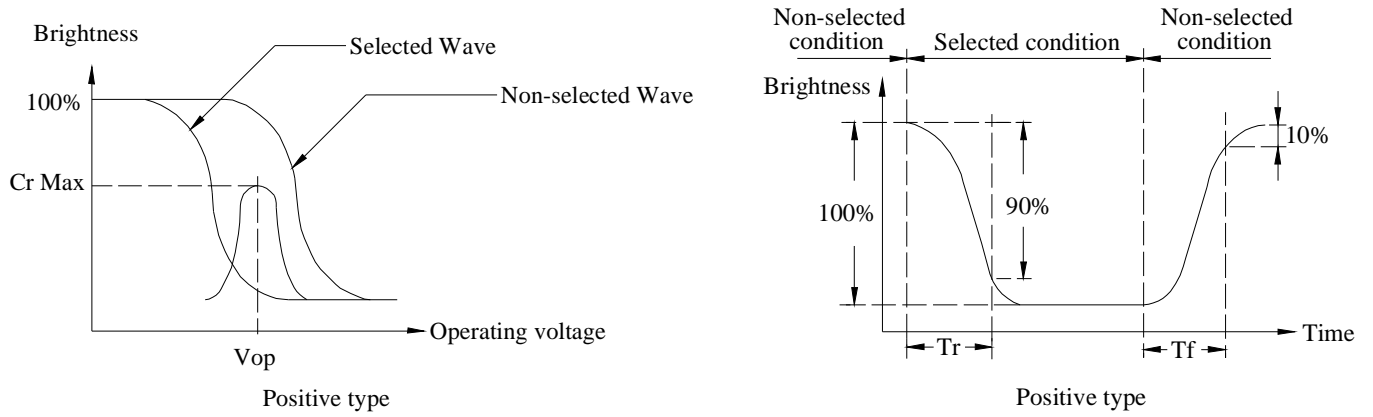 Brightness
Selected Wave
100%
Non-selected Wave
Cr Max
Operating voltage
Vop
Positive type
Non-selected
condition
Selected condition
Non-selected
condition
Brightness
10%
100%
90%
Time
Tr
Tf
Positive type